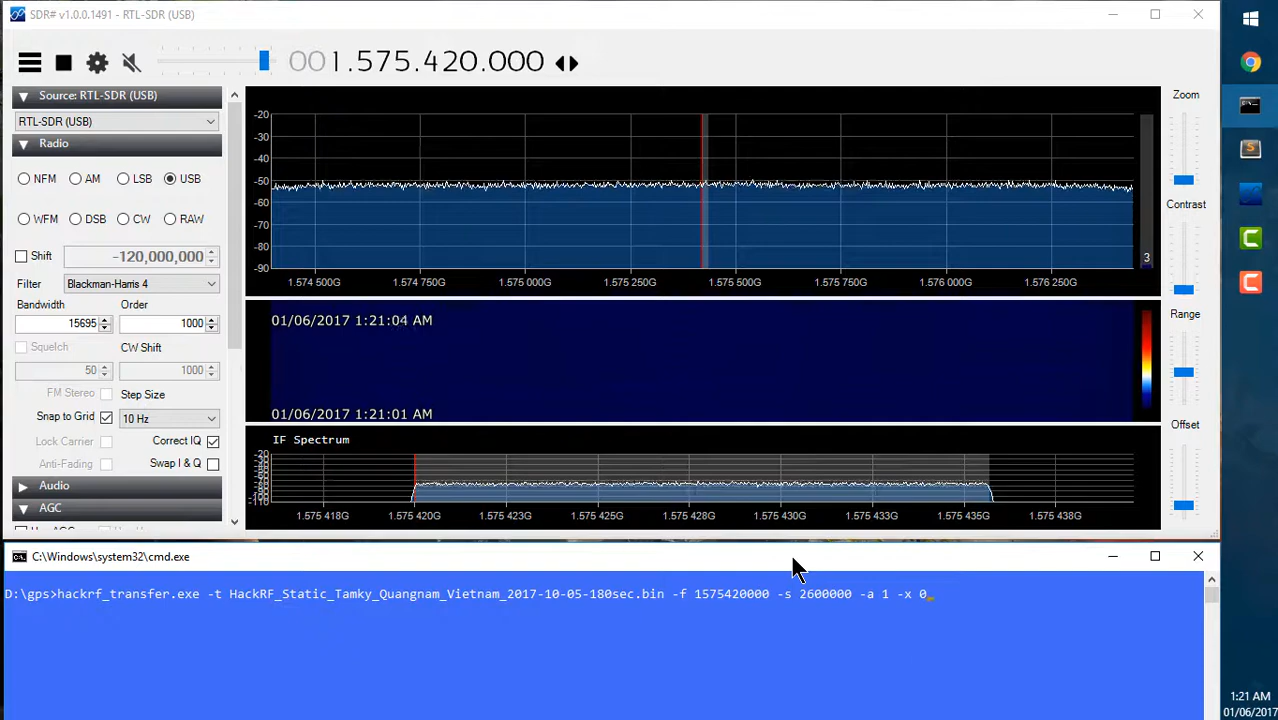 SDR# v1.0.0.1491 - RTL-SDR (USB)
001.575.420.000
Source: RTL-SDR (USB)
RTL-SDR (USB)
Radio
NFM AM LSB USB
WFM DSB CW RAW
Shift -120,000,000
Filter Blackman-Harris 4
Bandwidth Order
15695 1000
Squelch CW Shift
50 1000
FM Stereo Step Size
Snap to Grid 10 Hz
Lock Carrier Correct IQ
Anti-Fading Swap I & Q
Audio
AGC
-20
-30
-40
-50
-60
-70
-80
-90
3
1.574 500G 1.574 750G 1.575 000G 1.575 250G 1.575 500G 1.575 750G 1.576 000G 1.576 250G
01/06/2017 1:21:04 AM
01/06/2017 1:21:01 AM
IF Spectrum
-20
-110
1.575 418G 1.575 420G 1.575 423G 1.575 425G 1.575 428G 1.575 430G 1.575 433G 1.575 435G 1.575 438G
Zoom
Contrast
Range
Offset
C:\Windows\system32\cmd.exe
D:\gps>hackrf_transfer.exe -t HackRF_Static_Tamky_Quangnam_Vietnam_2017-10-05-180sec.bin -f 1575420000 -s 2600000 -a 1 -x 0
1:21 AM
01/06/2017